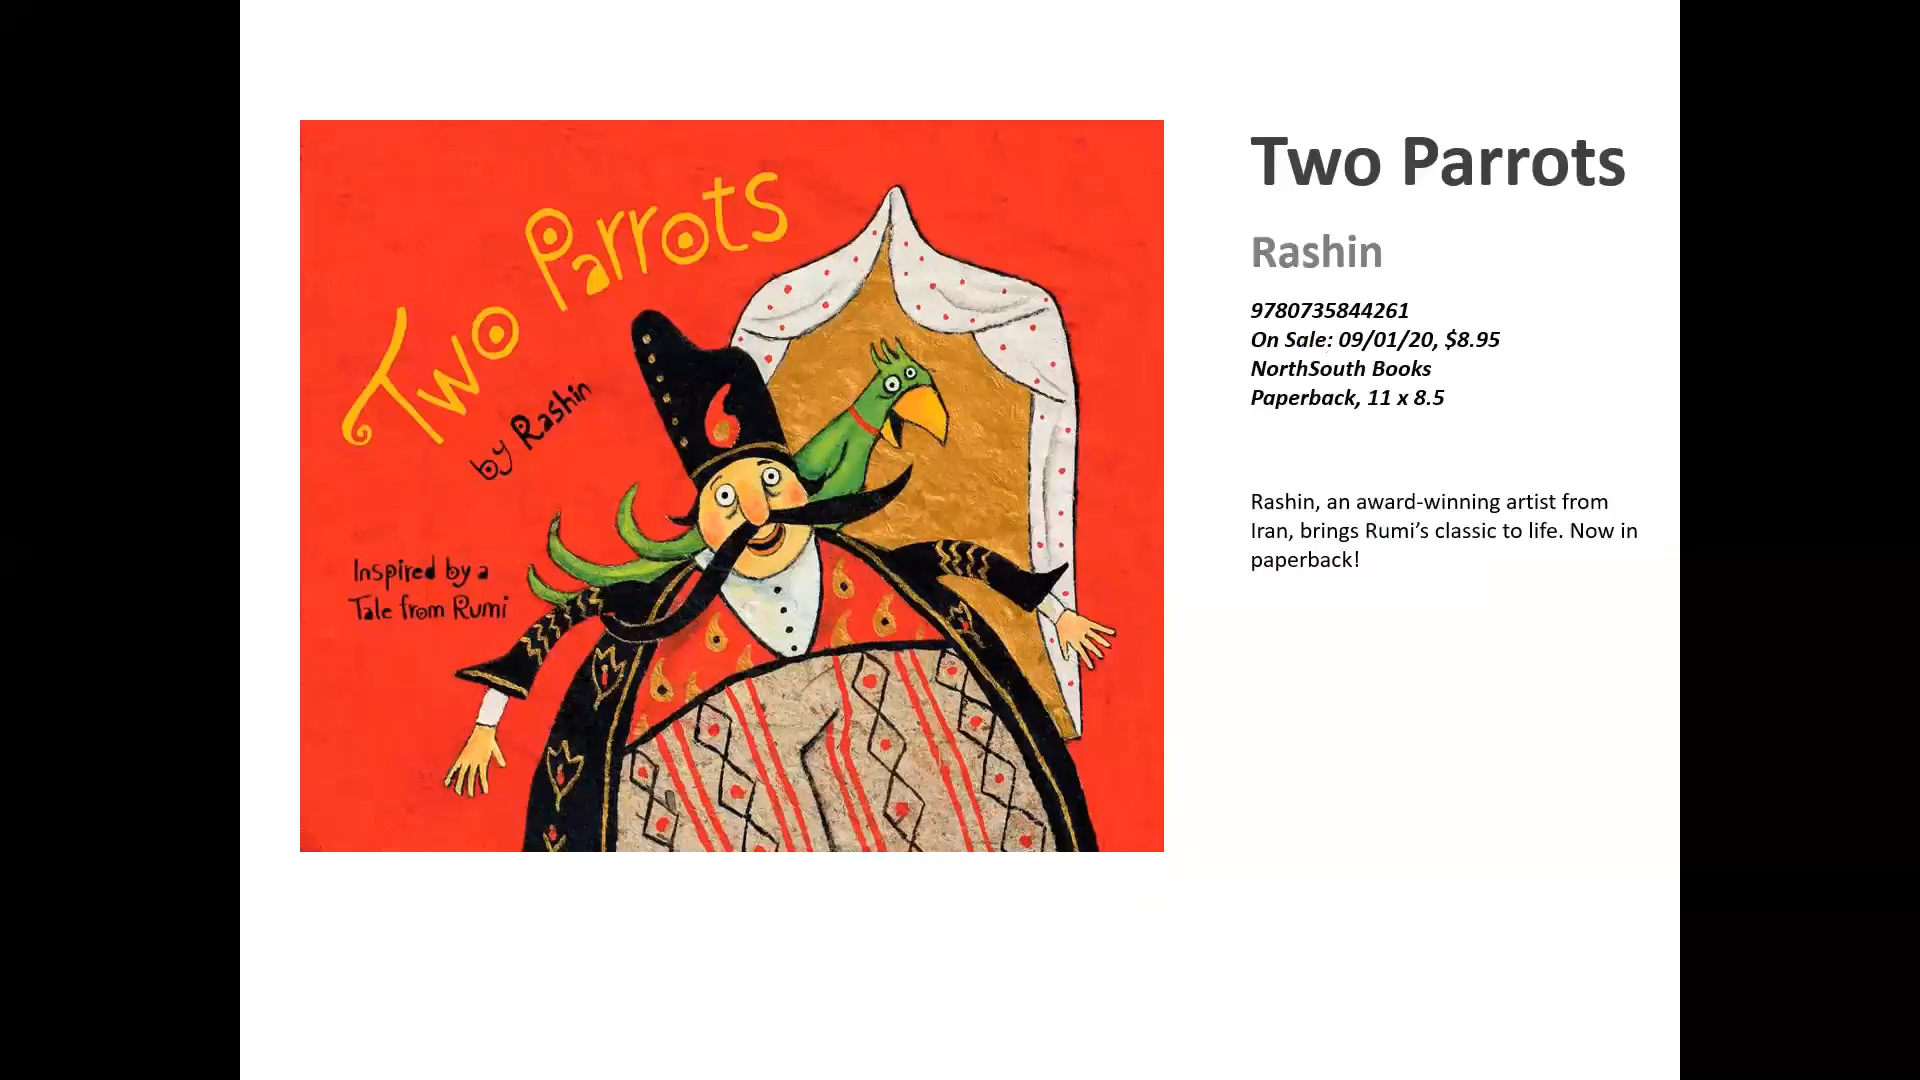 Two Parrots
by Rashin
Inspired by a
Tale from Rumi
Two Parrots
Rashin
9780735844261
On Sale: 09/01/20, $8.95
NorthSouth Books
Paperback, 11 x 8.5
Rashin, an award-winning artist from
Iran, brings Rumi’s classic to life. Now in
paperback!